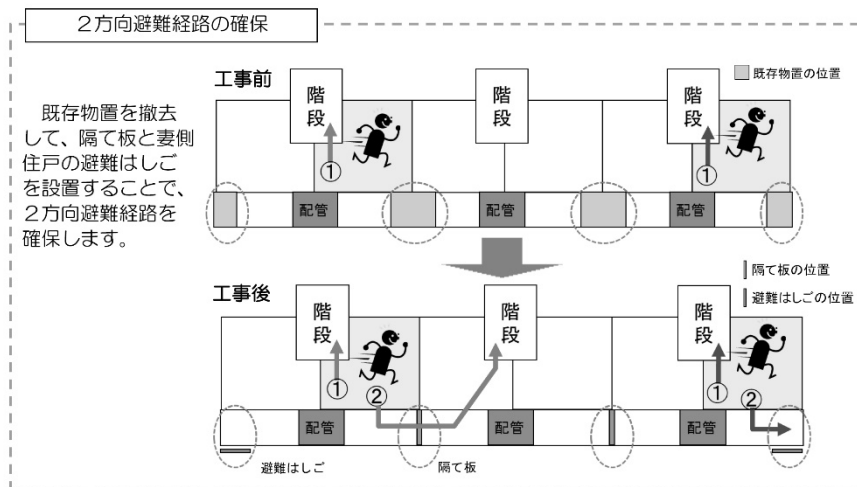 2方向避難経路の確保
既存物置を撤去
して、隔て板と妻側
住戸の避難はしご
を設置することで、
2方向避難経路を
確保します。
工事前
既存物置の位置
階段
階段
階段
①
①
配管
配管
配管
隔て板の位置
避難はしごの位置
工事後
階段
階段
階段
①
②
①
②
配管
配管
配管
避難はしご
隔て板